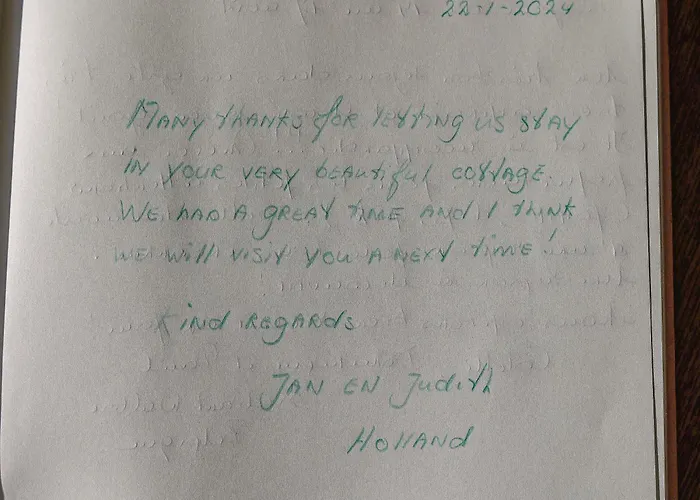 22-1-2024
MANY thANKS for letting us stay
in your very beautiful cottage.
We had a great time and I think
we will visit you a next time!
Kind regards
Jan en Judith
Holland